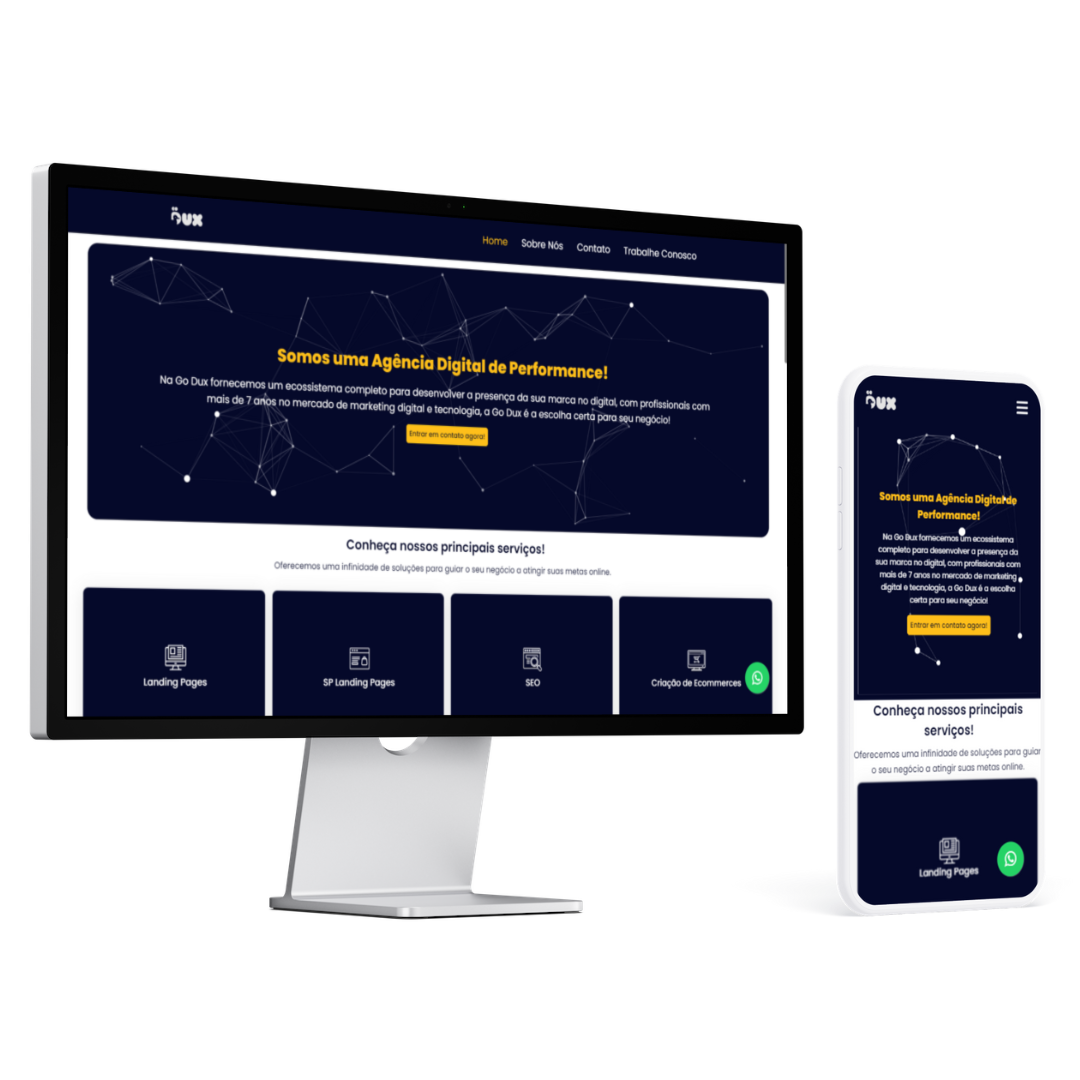 DUX
Home Sobre Nós Contato Trabalhe Conosco
Somos uma Agência Digital de Performance!
Na Go Dux fornecemos um ecossistema completo para desenvolver a presença da sua marca no digital, com profissionais com
mais de 7 anos no mercado de marketing digital e tecnologia, a Go Dux é a escolha certa para seu negócio!
Entrar em contato agora!
Conheça nossos principais serviços!
Oferecemos uma infinidade de soluções para guiar o seu negócio a atingir suas metas online.
Landing Pages
SP Landing Pages
SEO
Criação de Ecommerces
DUX
Somos uma Agência Digital de
Performance!
Na Go Dux fornecemos um ecossistema
completo para desenvolver a presença da
sua marca no digital, com profissionais com
mais de 7 anos no mercado de marketing
digital e tecnologia, a Go Dux é a escolha
certa para seu negócio!
Entrar em contato agora!
Conheça nossos principais
serviços!
Oferecemos uma infinidade de soluções para guiar
o seu negócio a atingir suas metas online.
Landing Pages